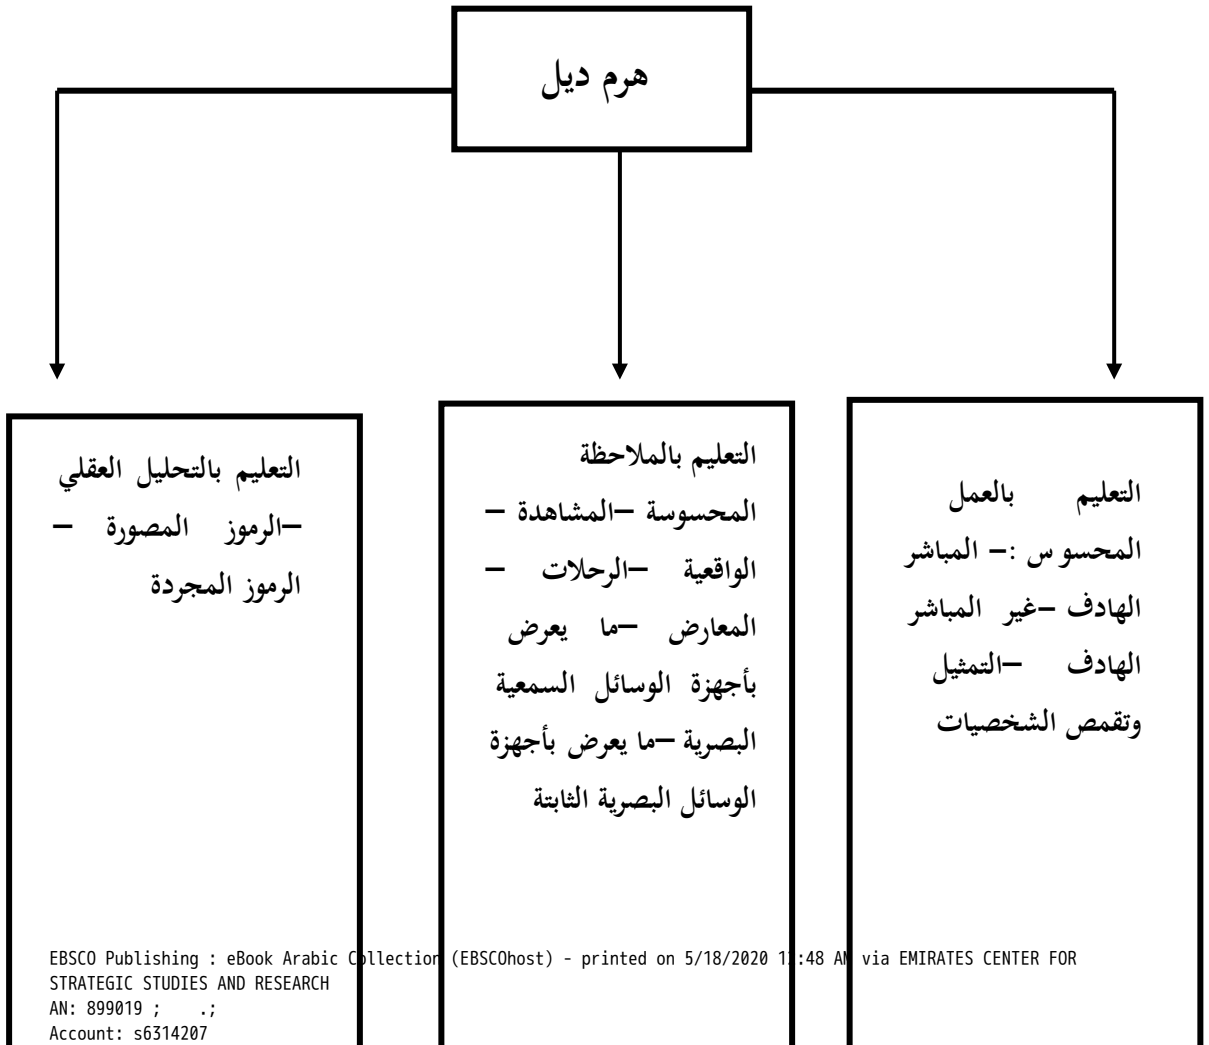 هرم ديل
التعليم بالعمل
المحسو س :– المباشر
الهادف –غير المباشر
الهادف –التمثيل
وتقمص الشخصيات
التعليم بالملاحظة
المحسوسة –المشاهدة –
الواقعية –الرحلات –
المعارض –ما يعرض
بأجهزة الوسائل السمعية
البصرية –ما يعرض بأجهزة
الوسائل البصرية الثابتة
التعليم بالتحليل العقلي
–الرموز المصورة –
الرموز المجردة
EBSCO Publishing : eBook Arabic Collection (EBSCOhost) - printed on 5/18/2020 :48 AM via EMIRATES CENTER FOR
STRATEGIC STUDIES AND RESEARCH
AN: 899019 ; .;
Account: s6314207